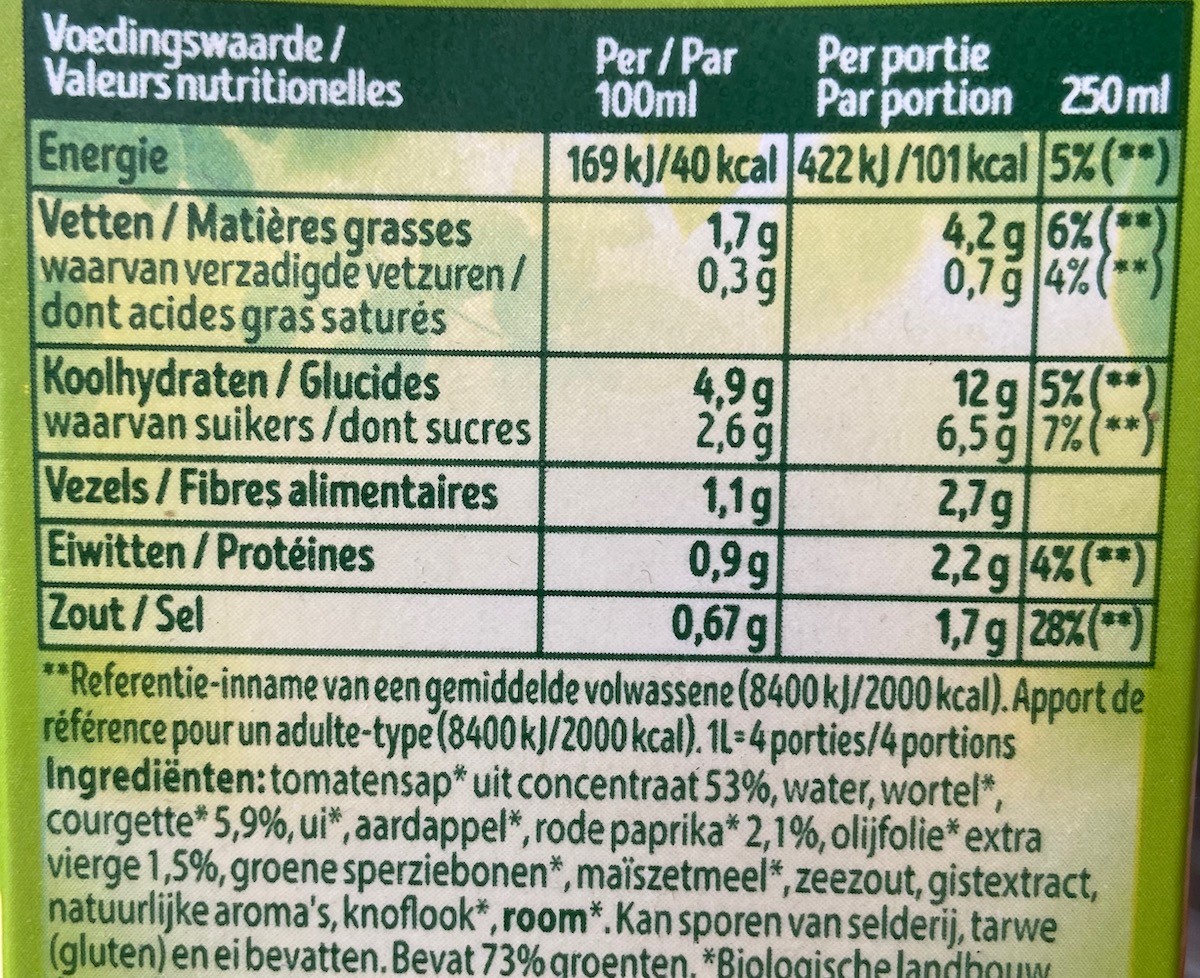 Voedingswaarde / Per / Par Per portie
Valeurs nutritionelles 100ml Par portion 250 ml
Energie 169 kJ/40 kcal 422 kJ /101 kcal 5% (**)
Vetten / Matières grasses 1,7 g 4,2 g 6% (**)
waarvan verzadigde vetzuren / 0,3 g 0,7 g 4% (**)
dont acides gras saturés
Koolhydraten / Glucides 4,9 g 12 g 5% (**)
waarvan suikers /dont sucres 2,6 g 6,5 g 7% (**)
Vezels / Fibres alimentaires 1,1 g 2,7 g
Eiwitten / Protéines 0,9 g 2,2 g 4% (**)
Zout / Sel 0,67 g 1,7 g 28% (**)
**Referentie-inname van een gemiddelde volwassene (8400 kJ/2000 kcal). Apport de
référence pour un adulte-type (8400 kJ/2000 kcal). 1L=4 porties/4 portions
Ingrediënten: tomatensap* uit concentraat 53%, water, wortel*,
courgette* 5,9%, ui*, aardappel*, rode paprika* 2,1%, olijfolie* extra
vierge 1,5%, groene sperziebonen*, maïszetmeel*, zeezout, gistextract,
natuurlijke aroma's, knoflook*, room*. Kan sporen van selderij, tarwe
(gluten) en ei bevatten. Bevat 73% groenten. *Biologische landbouw